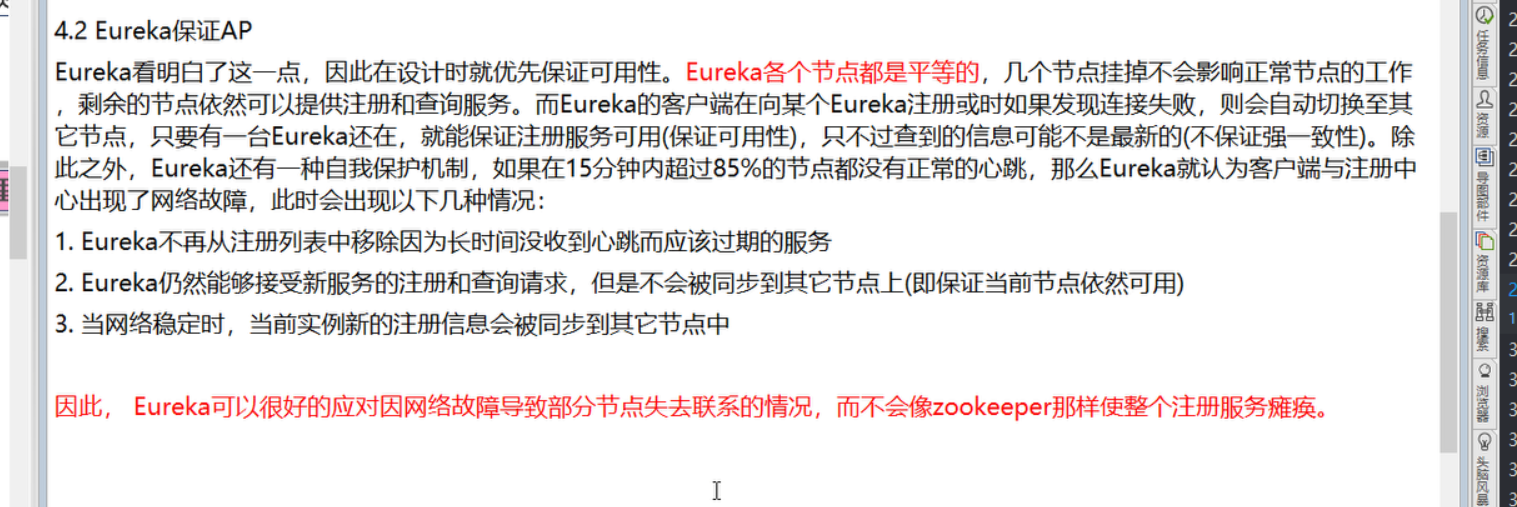 4.2 Eureka保证AP
Eureka看明白了这一点，因此在设计时就优先保证可用性。Eureka各个节点都是平等的，几个节点挂掉不会影响正常节点的工作
，剩余的节点依然可以提供注册和查询服务。而Eureka的客户端在向某个Eureka注册或时如果发现连接失败，则会自动切换至其
它节点，只要有一台Eureka还在，就能保证注册服务可用(保证可用性)，只不过查到的信息可能不是最新的(不保证强一致性)。除
此之外，Eureka还有一种自我保护机制，如果在15分钟内超过85%的节点都没有正常的心跳，那么Eureka就认为客户端与注册中
心出现了网络故障，此时会出现以下几种情况：
1. Eureka不再从注册列表中移除因为长时间没收到心跳而应该过期的服务
2. Eureka仍然能够接受新服务的注册和查询请求，但是不会被同步到其它节点上(即保证当前节点依然可用)
3. 当网络稳定时，当前实例新的注册信息会被同步到其它节点中
因此， Eureka可以很好的应对因网络故障导致部分节点失去联系的情况，而不会像zookeeper那样使整个注册服务瘫痪。
任务信息
资源
导图部件
资源库
搜索
浏览器
头脑风暴